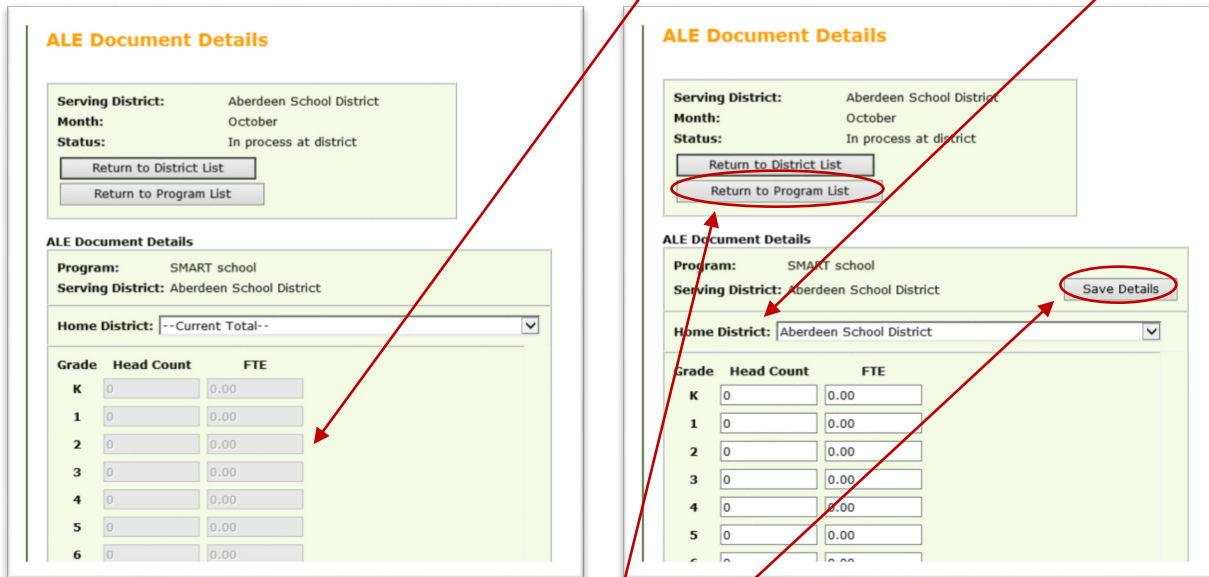 ALE Document Details
Serving District: Aberdeen School District
Month: October
Status: In process at district
Return to District List
Return to Program List
ALE Document Details
Program: SMART school
Serving District: Aberdeen School District
Home District: --Current Total--
Grade Head Count FTE
K 0 0.00
1 0 0.00
2 0 0.00
3 0 0.00
4 0 0.00
5 0 0.00
6 0 0.00
ALE Document Details
Serving District: Aberdeen School District
Month: October
Status: In process at district
Return to District List
Return to Program List
ALE Document Details
Program: SMART school
Serving District: Aberdeen School District Save Details
Home District: Aberdeen School District
Grade Head Count FTE
K 0 0.00
1 0 0.00
2 0 0.00
3 0 0.00
4 0 0.00
5 0 0.00
6 0 0.00